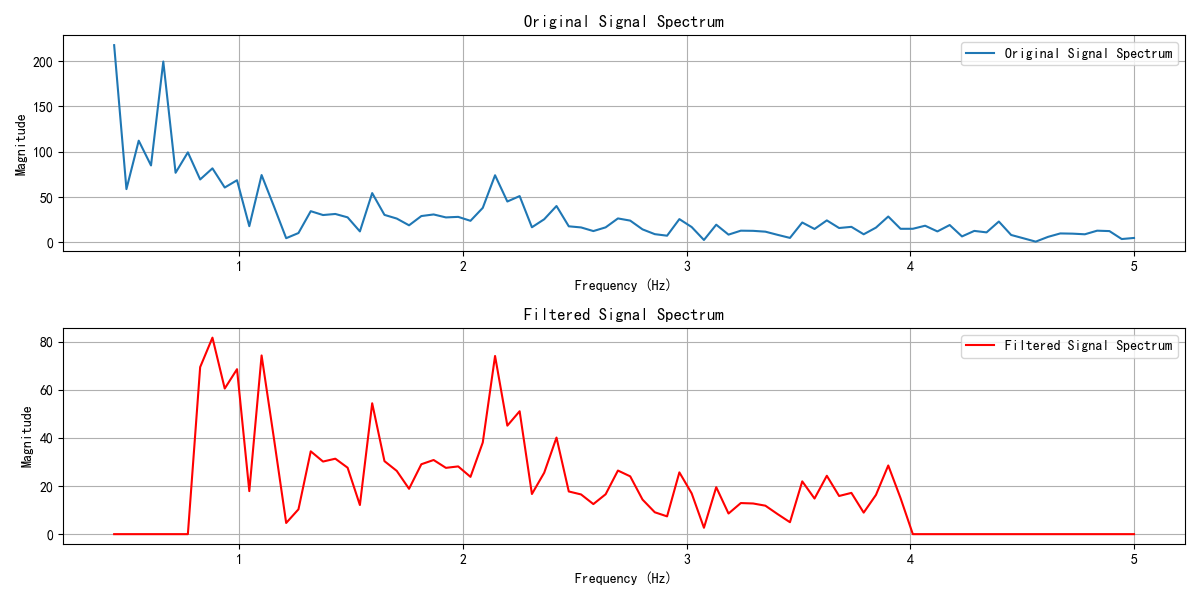 Original Signal Spectrum
Original Signal Spectrum
200
150
100
50
0
Magnitude
1 2 3 4 5
Frequency (Hz)
Filtered Signal Spectrum
Filtered Signal Spectrum
80
60
40
20
0
Magnitude
1 2 3 4 5
Frequency (Hz)